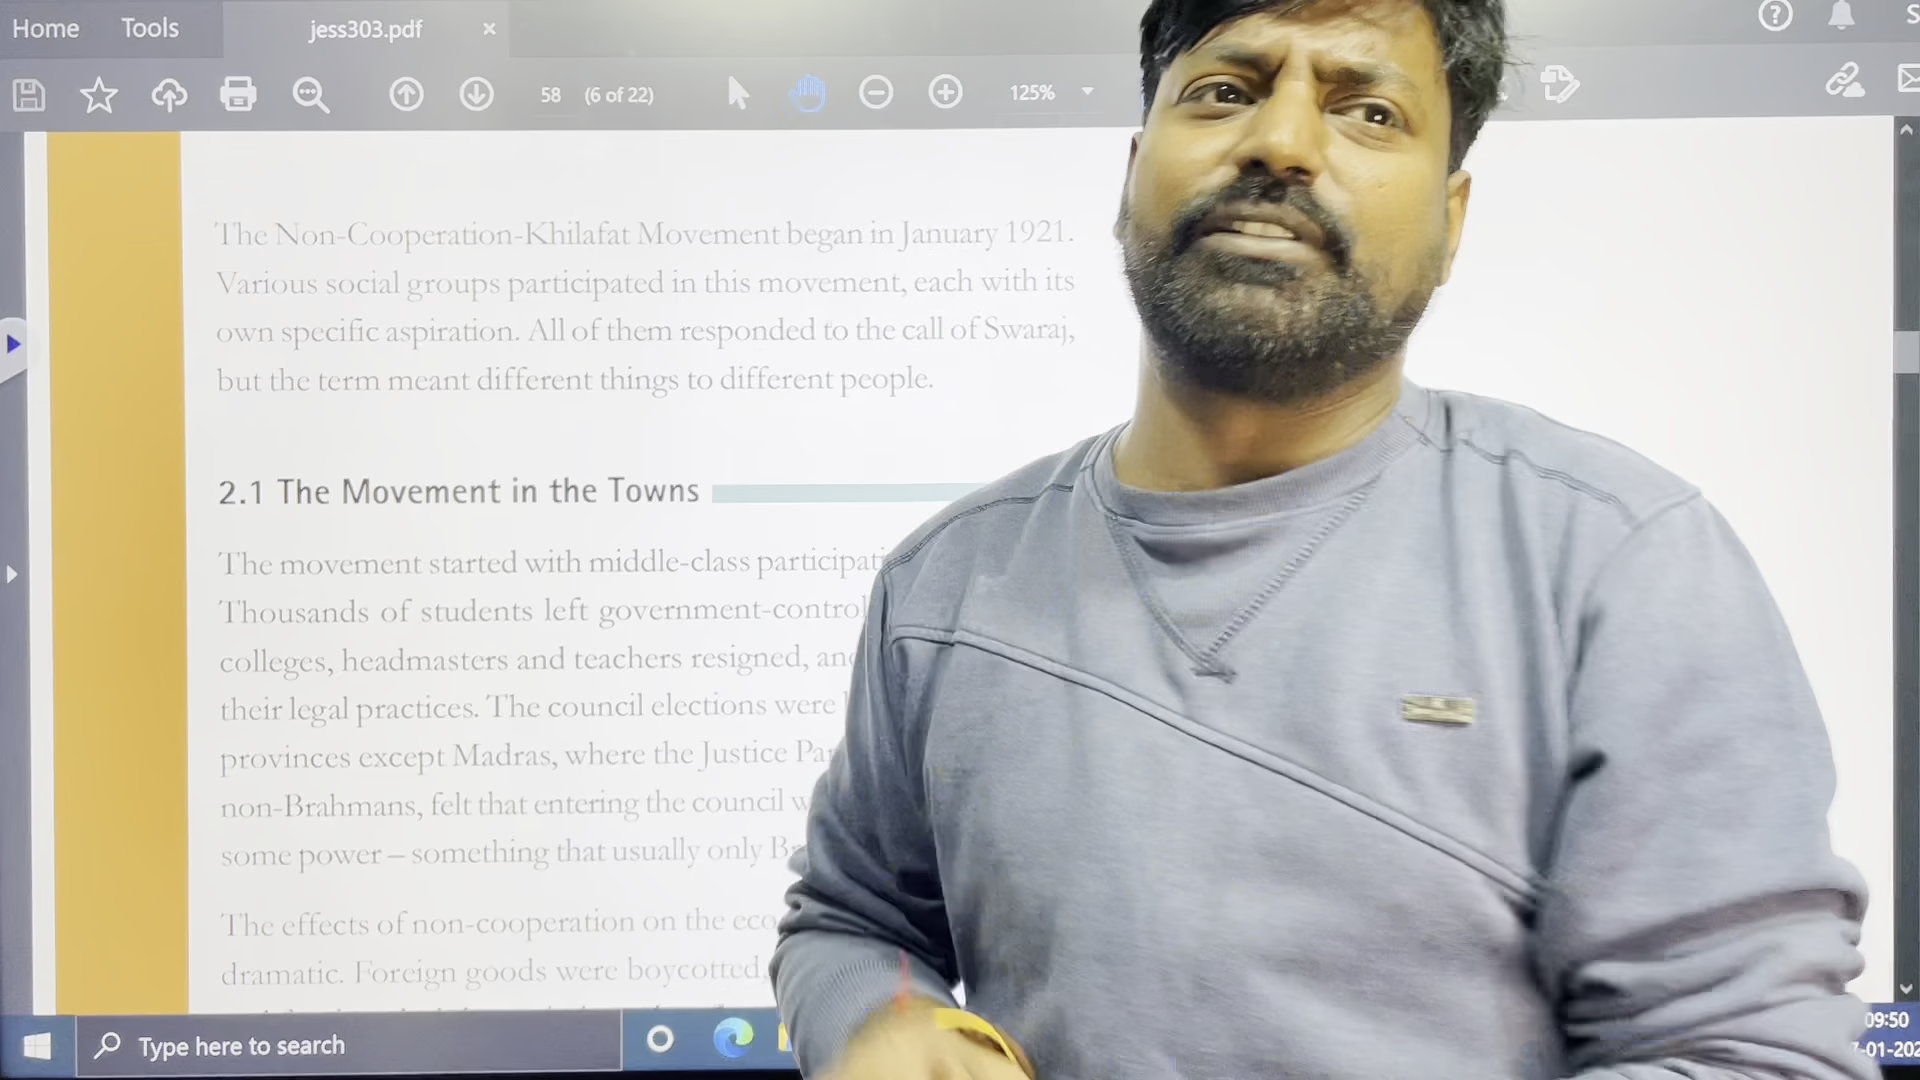 Home Tools jess303.pdf
58 (6 of 22) 125%
The Non-Cooperation-Khilafat Movement began in January 1921.
Various social groups participated in this movement, each with its
own specific aspiration. All of them responded to the call of Swaraj,
but the term meant different things to different people.
2.1 The Movement in the Towns
The movement started with middle-class
Thousands of students left
colleges, headmasters and teachers resigned,
their legal practices. The council elections were
provinces except Madras, where the Justice
non-Brahmans, felt that entering the council
some power – something that usually only
The effects of non-cooperation on the
dramatic. Foreign goods were boycotted,
Type here to search
09:50